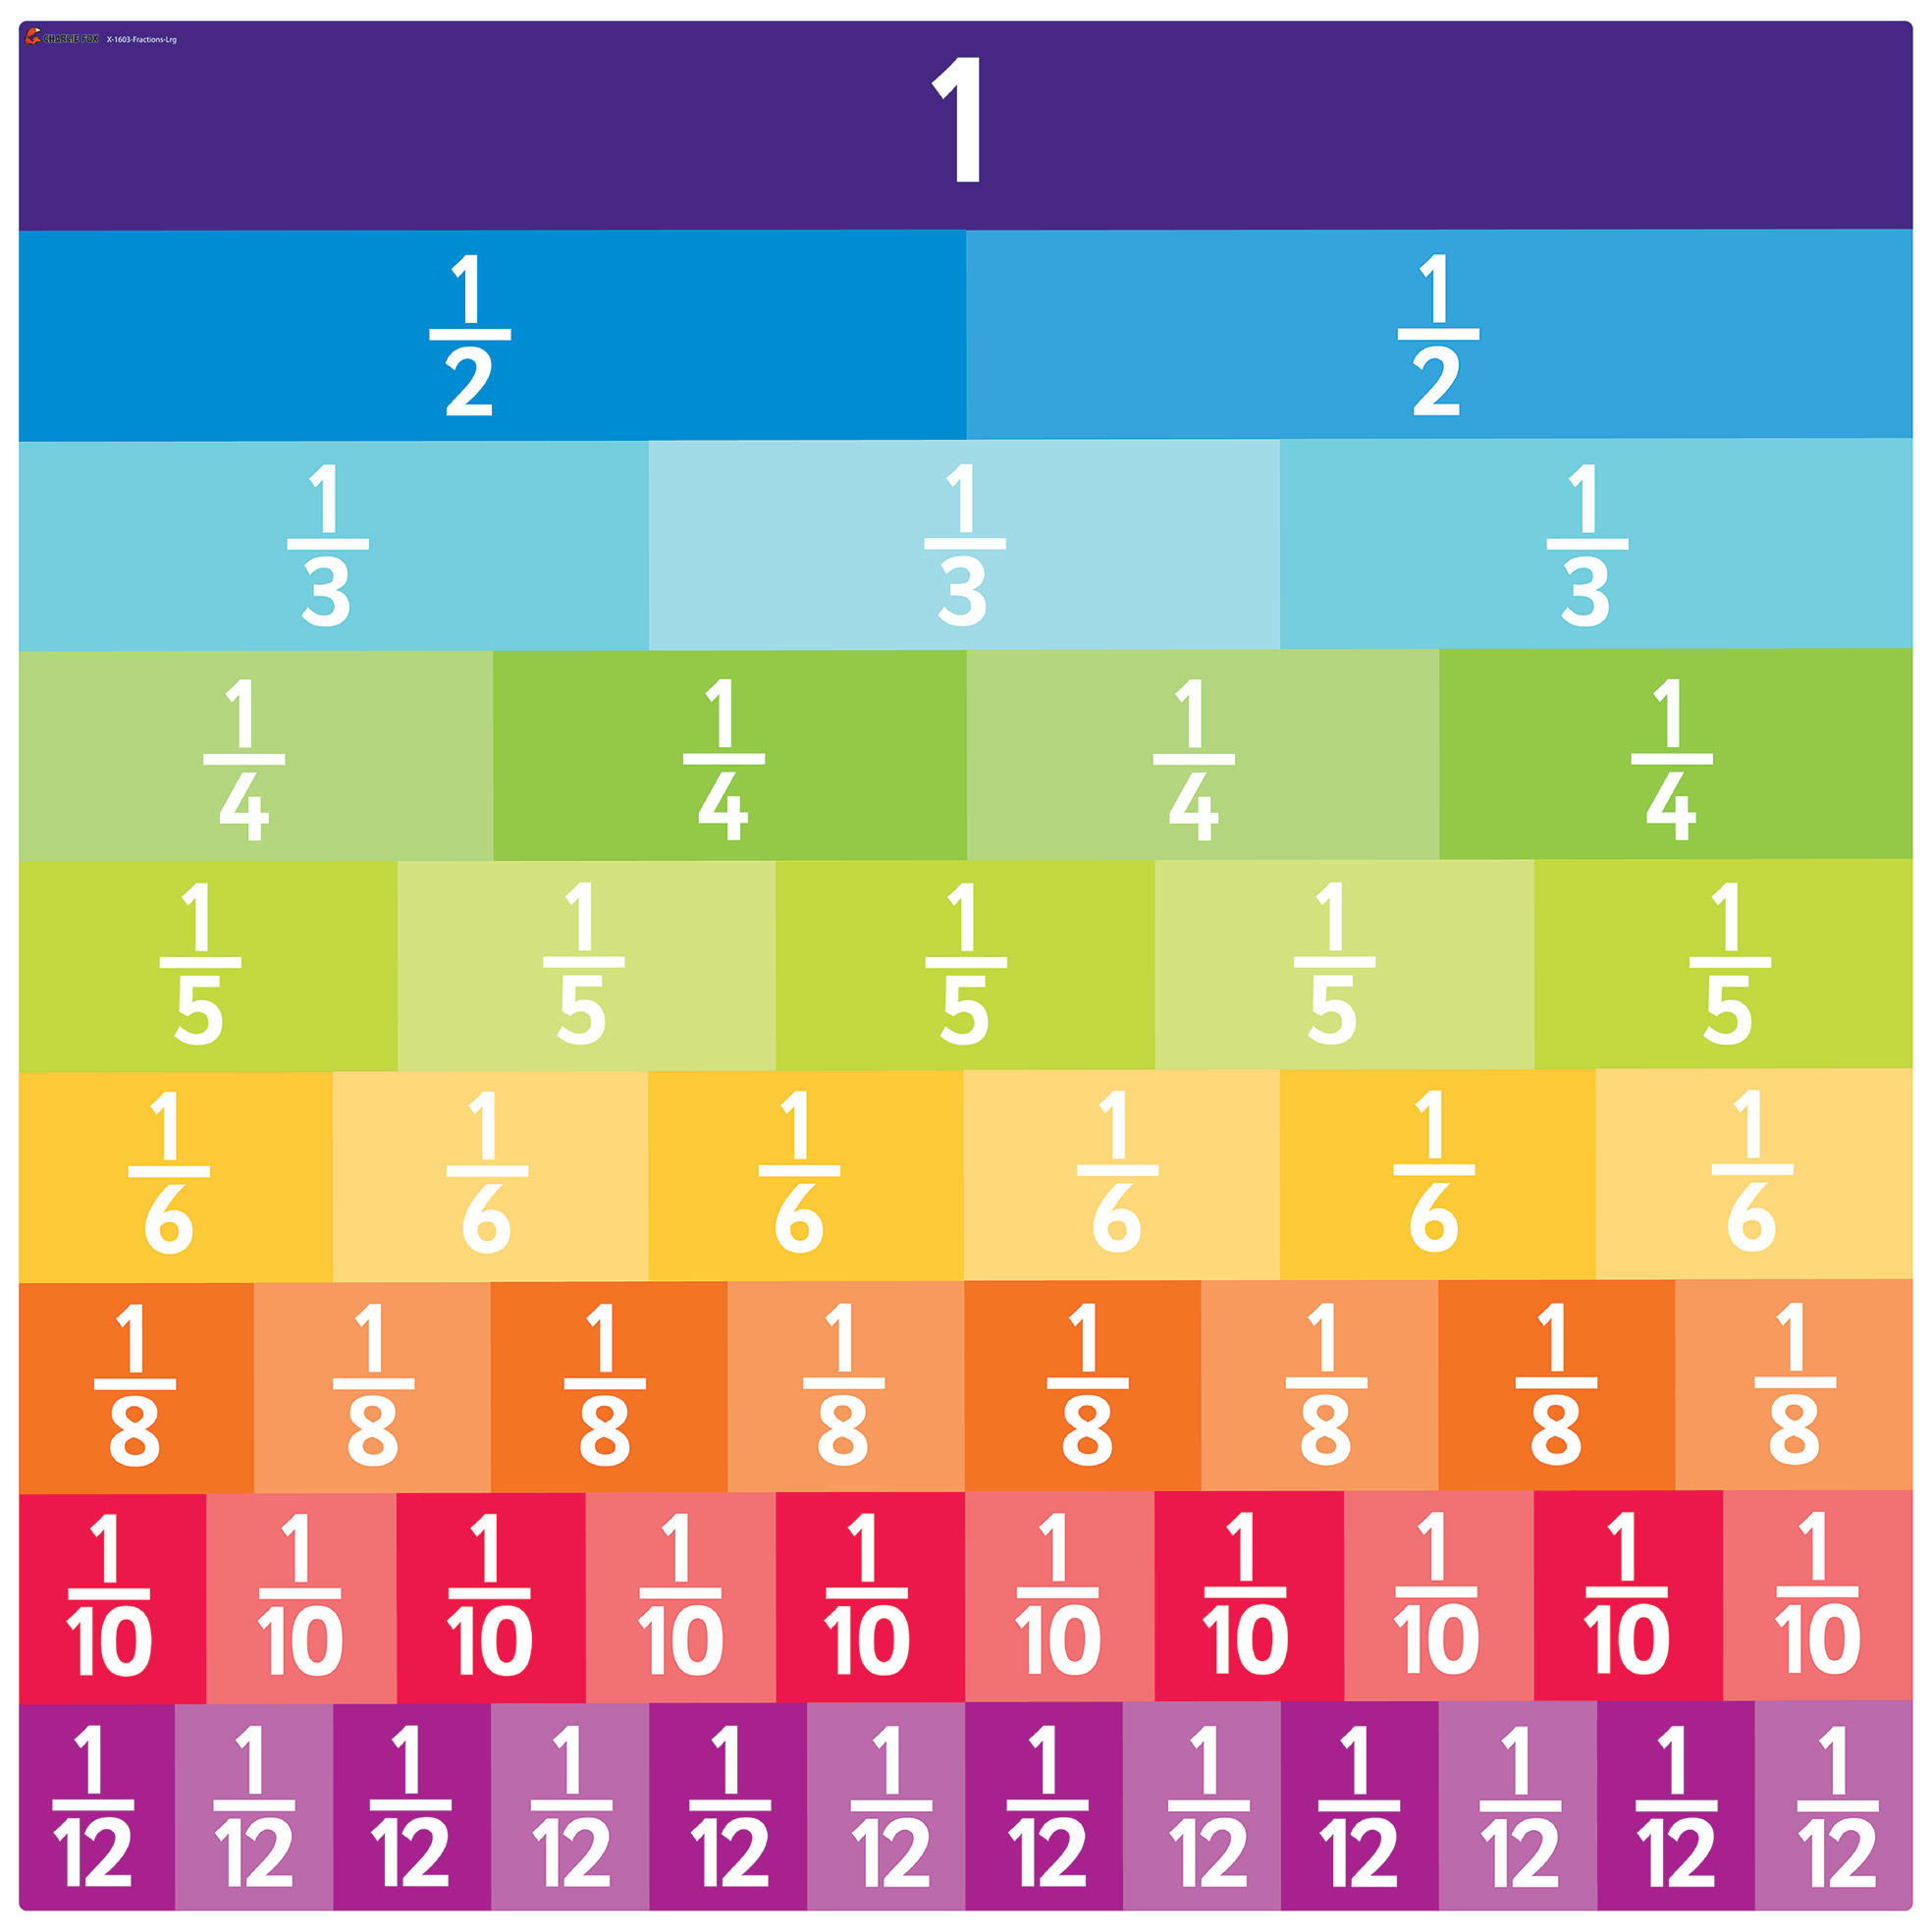 CHARLIE FOX X-1603-Fractions-Lrg
1
1/2 1/2
1/3 1/3 1/3
1/4 1/4 1/4 1/4
1/5 1/5 1/5 1/5 1/5
1/6 1/6 1/6 1/6 1/6 1/6
1/8 1/8 1/8 1/8 1/8 1/8 1/8 1/8
1/10 1/10 1/10 1/10 1/10 1/10 1/10 1/10 1/10 1/10
1/12 1/12 1/12 1/12 1/12 1/12 1/12 1/12 1/12 1/12 1/12 1/12